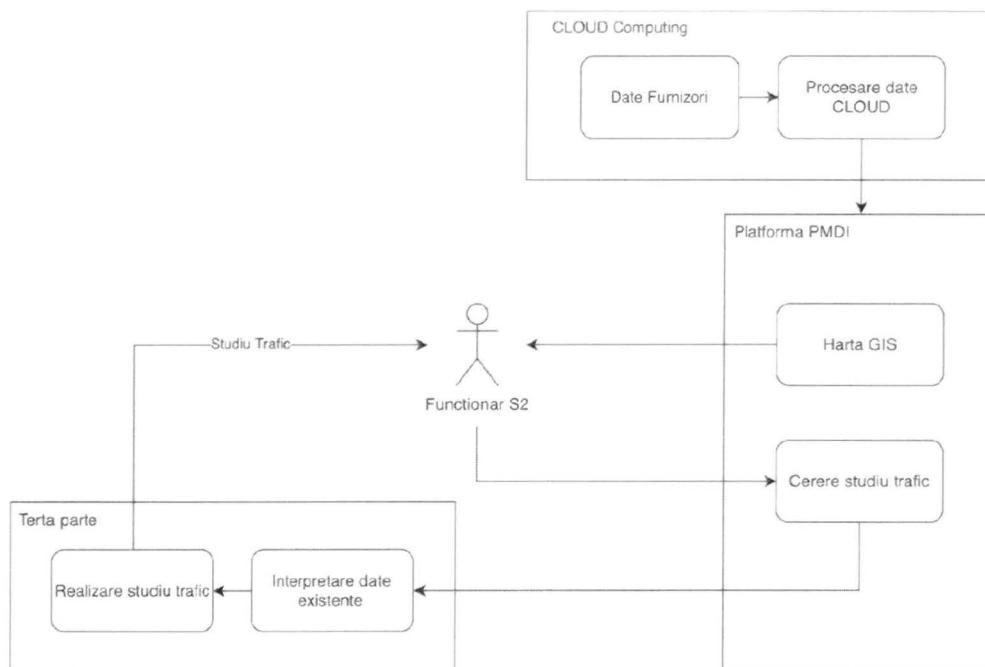 CLOUD Computing
Date Furnizori
Procesare date
CLOUD
Platforma PMDI
Studiu Trafic
Harta GIS
Functionar S2
Cerere studiu trafic
Terta parte
Realizare studiu trafic
Interpretare date
existente